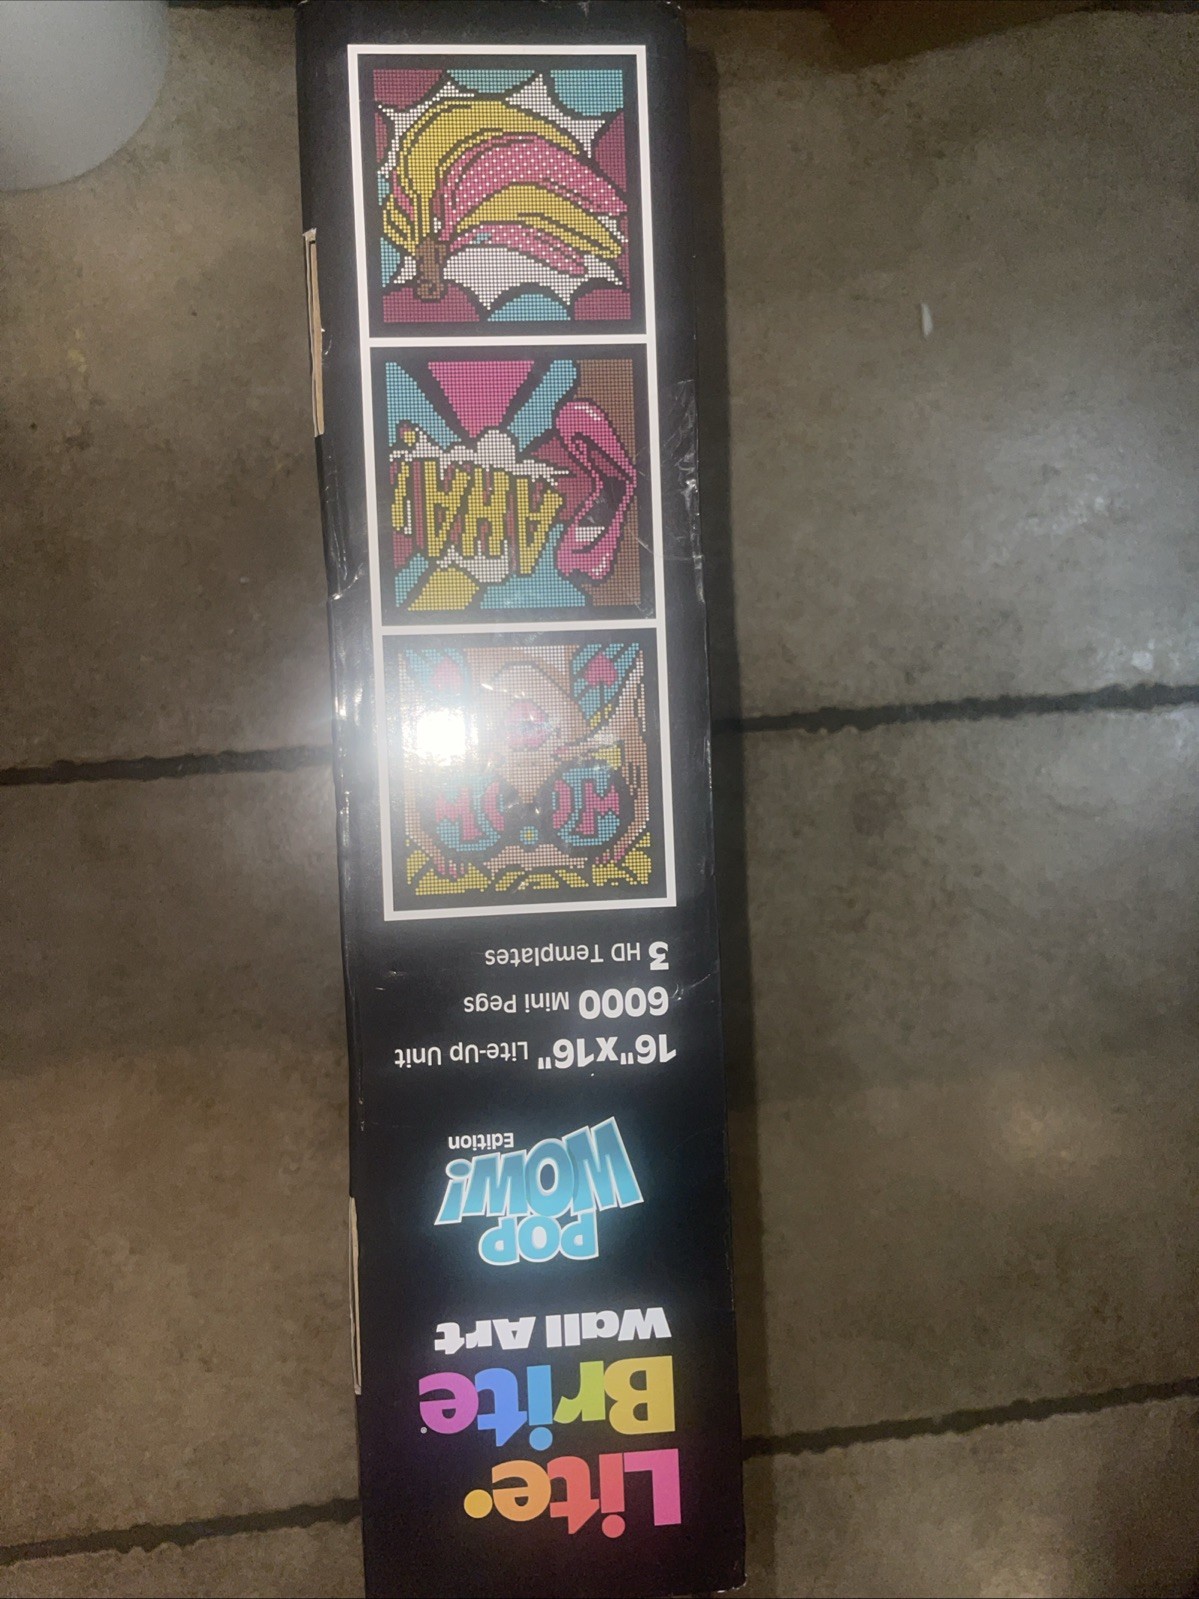 Lite
Brite
Wall Art
POP
WOW!
Edition
16"x16" Lite-Up Unit
6000 Mini Pegs
3 HD Templates
AHA!